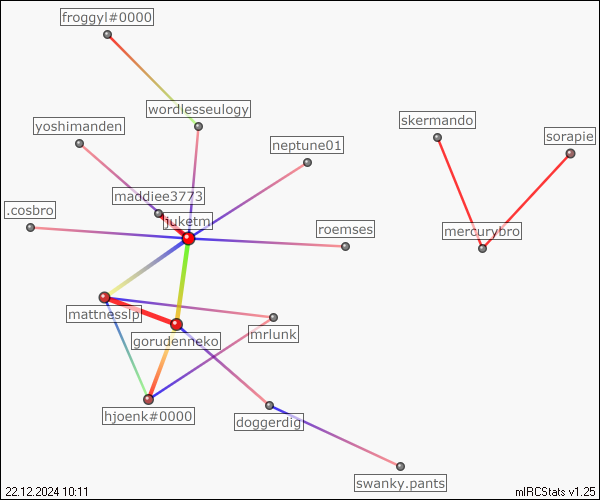 froggyl#0000
wordlesseulogy
skermando
yoshimanden
sorapie
neptune01
maddiee3773
.cosbro
juketm
roemses
mercurybro
mattnesslp
gorudenneko
mrlunk
hjoenk#0000
doggerdig
swanky.pants
22.12.2024 10:11
mIRCStats v1.25